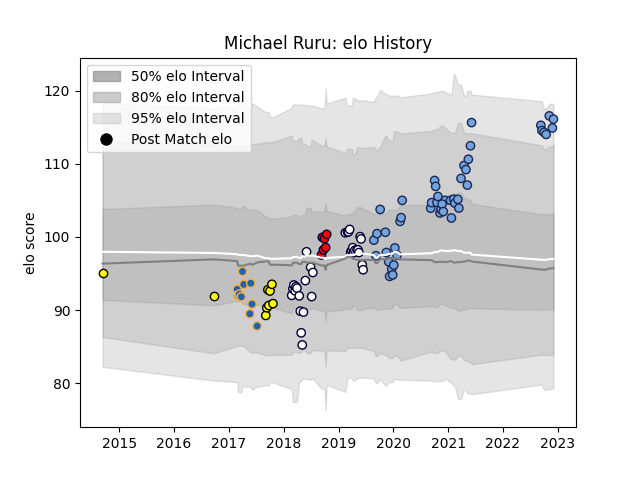 Michael Ruru: elo History
50% elo Interval
80% elo Interval
95% elo Interval
Post Match elo
elo score
120
110
100
90
80
2015 2016 2017 2018 2019 2020 2021 2022 2023